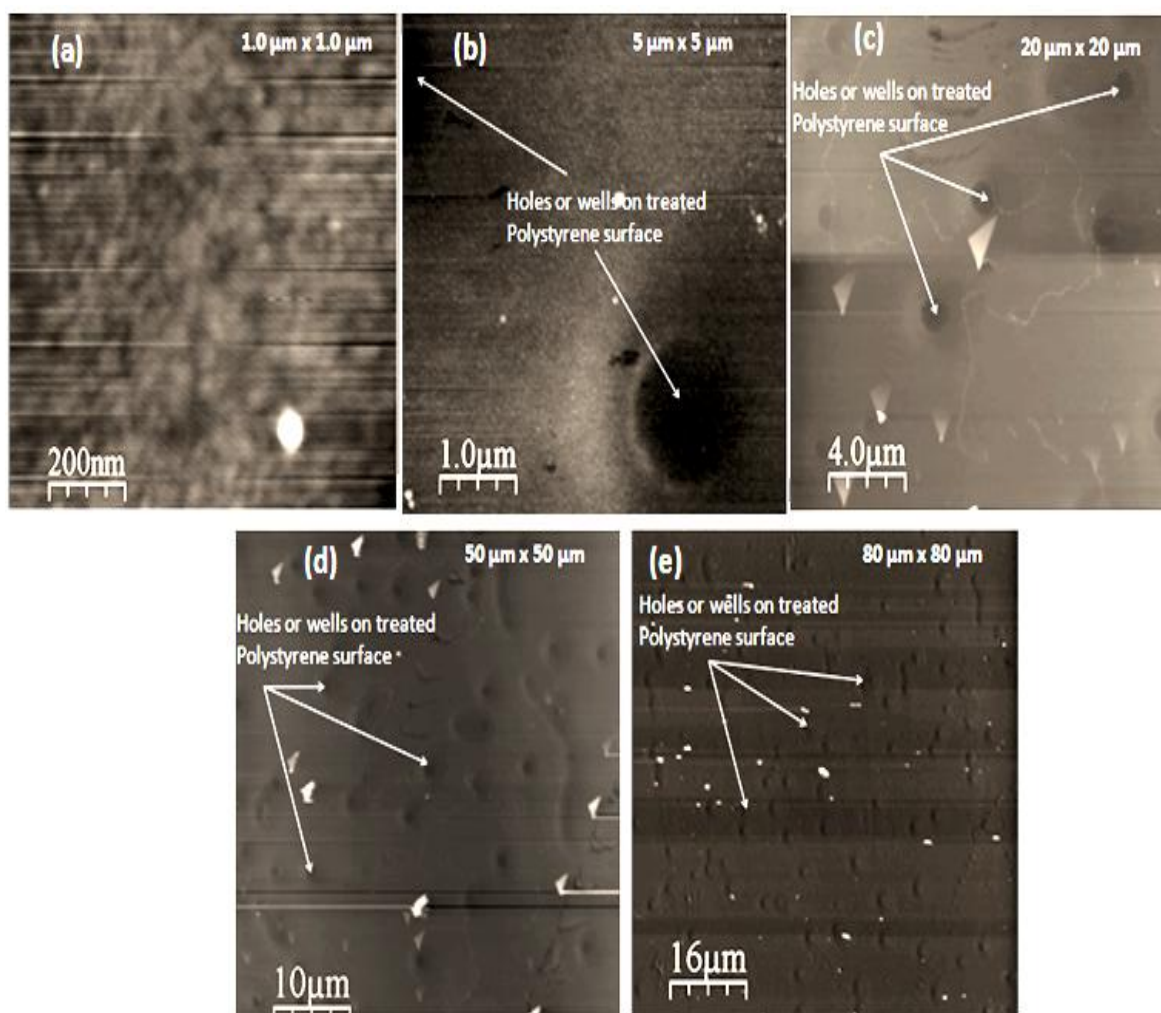 (a)
1.0 µm x 1.0 µm
200nm
(b)
5 µm x 5 µm
Holes or wells on treated
Polystyrene surface
1.0µm
(c)
20 µm x 20 µm
Holes or wells on treated
Polystyrene surface
4.0µm
(d)
50 µm x 50 µm
Holes or wells on treated
Polystyrene surface
10µm
(e)
80 µm x 80 µm
Holes or wells on treated
Polystyrene surface
16µm